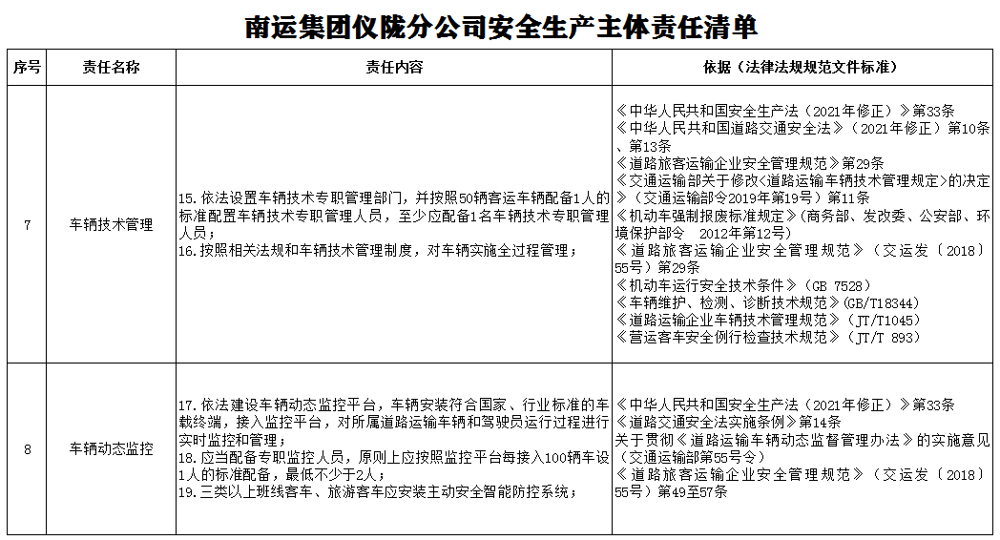 南运集团仪陇分公司安全生产主体责任清单
序号 责任名称 责任内容 依据（法律法规规范文件标准）
7
车辆技术管理
15.依法设置车辆技术专职管理部门，并按照50辆客运车辆配备1人的
标准配置车辆技术专职管理人员，至少应配备1名车辆技术专职管理
人员；
16.按照相关法规和车辆技术管理制度，对车辆实施全过程管理；
《中华人民共和国安全生产法（2021年修正）》第33条
《中华人民共和国道路交通安全法》（2021年修正）第10条
、第13条
《道路旅客运输企业安全管理规范》第29条
《交通运输部关于修改<道路运输车辆技术管理规定>的决定
》（交通运输部令2019年第19号）第11条
《机动车强制报废标准规定》(商务部、发改委、公安部、环
境保护部令 2012年第12号)
《道路旅客运输企业安全管理规范》（交运发〔2018〕
55号）第29条
《机动车运行安全技术条件》（GB 7528）
《车辆维护、检测、诊断技术规范》(GB/T18344)
《道路运输企业车辆技术管理规范》（JT/T1045）
《营运客车安全例行检查技术规范》（JT/T 893）
8
车辆动态监控
17.依法建设车辆动态监控平台，车辆安装符合国家、行业标准的车
载终端，接入监控平台，对所属道路运输车辆和驾驶员运行过程进行
实时监控和管理；
18.应当配备专职监控人员，原则上应按照监控平台每接入100辆车设
1人的标准配备，最低不少于2人；
19.三类以上班线客车、旅游客车应安装主动安全智能防控系统；
《中华人民共和国安全生产法（2021年修正）》第33条
《道路交通安全法实施条例》第14条
关于贯彻《道路运输车辆动态监督管理办法》的实施意见
（交通运输部第55号令）
《道路旅客运输企业安全管理规范》（交运发〔2018〕
55号）第49至57条